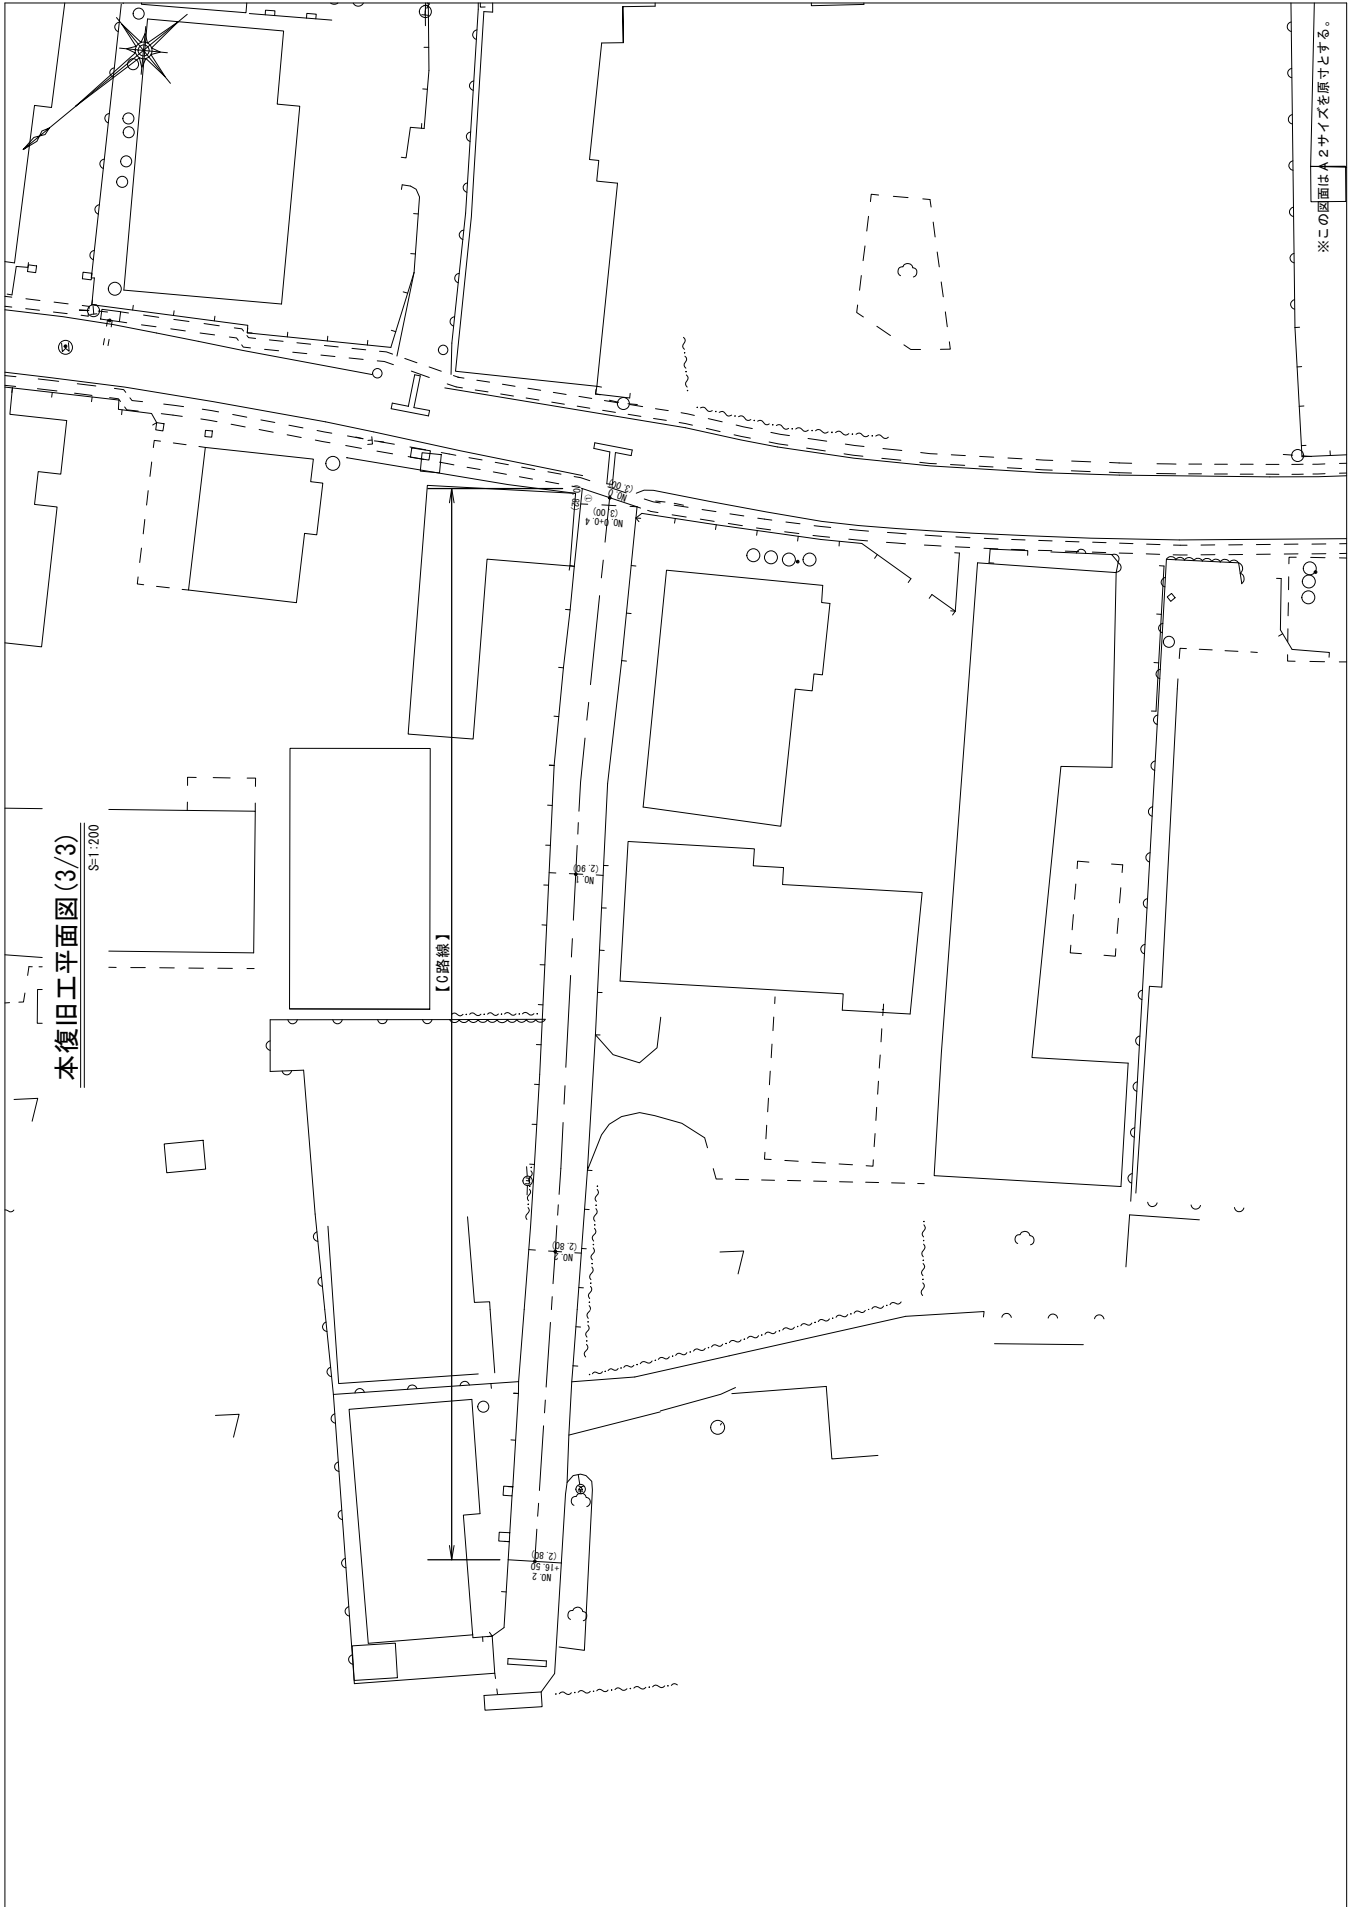 本復旧工平面図(3/3)
S=1:200
※この図面はA2サイズを原寸とする。
【C路線】
NO.0
(3.00)
NO.0+0.4
(3.00)
NO.1
(2.90)
NO.2
(2.80)
NO.2
+16.50
(2.80)